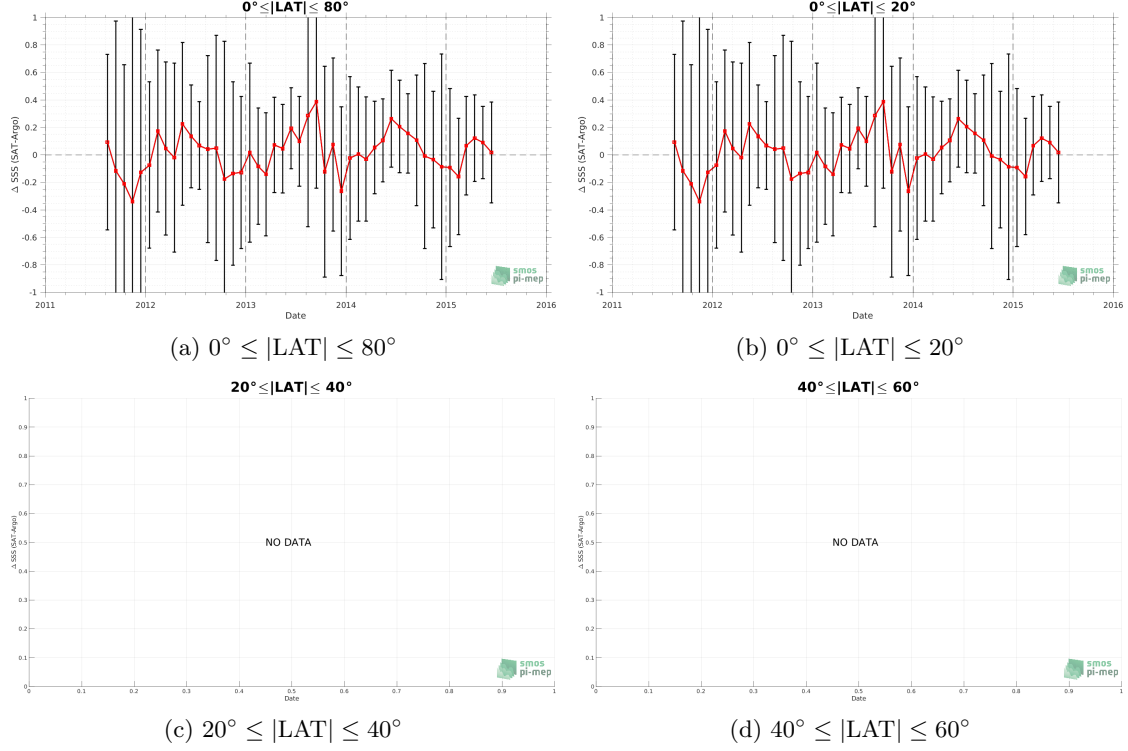 0°≤|LAT|≤ 80°
1
0.8
0.6
0.4
0.2
0
-0.2
-0.4
-0.6
-0.8
-1
Δ SSS (SAT-Argo)
2011 2012 2013 2014 2015 2016
Date
smos
pi-mep
(a) 0° ≤ |LAT| ≤ 80°
0°≤|LAT|≤ 20°
1
0.8
0.6
0.4
0.2
0
-0.2
-0.4
-0.6
-0.8
-1
Δ SSS (SAT-Argo)
2011 2012 2013 2014 2015 2016
Date
smos
pi-mep
(b) 0° ≤ |LAT| ≤ 20°
20°≤|LAT|≤ 40°
1
0.9
0.8
0.7
0.6
0.5
0.4
0.3
0.2
0.1
0
Δ SSS (SAT-Argo)
NO DATA
0 0.1 0.2 0.3 0.4 0.5 0.6 0.7 0.8 0.9 1
Date
smos
pi-mep
(c) 20° ≤ |LAT| ≤ 40°
40°≤|LAT|≤ 60°
1
0.9
0.8
0.7
0.6
0.5
0.4
0.3
0.2
0.1
0
Δ SSS (SAT-Argo)
NO DATA
0 0.1 0.2 0.3 0.4 0.5 0.6 0.7 0.8 0.9 1
Date
smos
pi-mep
(d) 40° ≤ |LAT| ≤ 60°